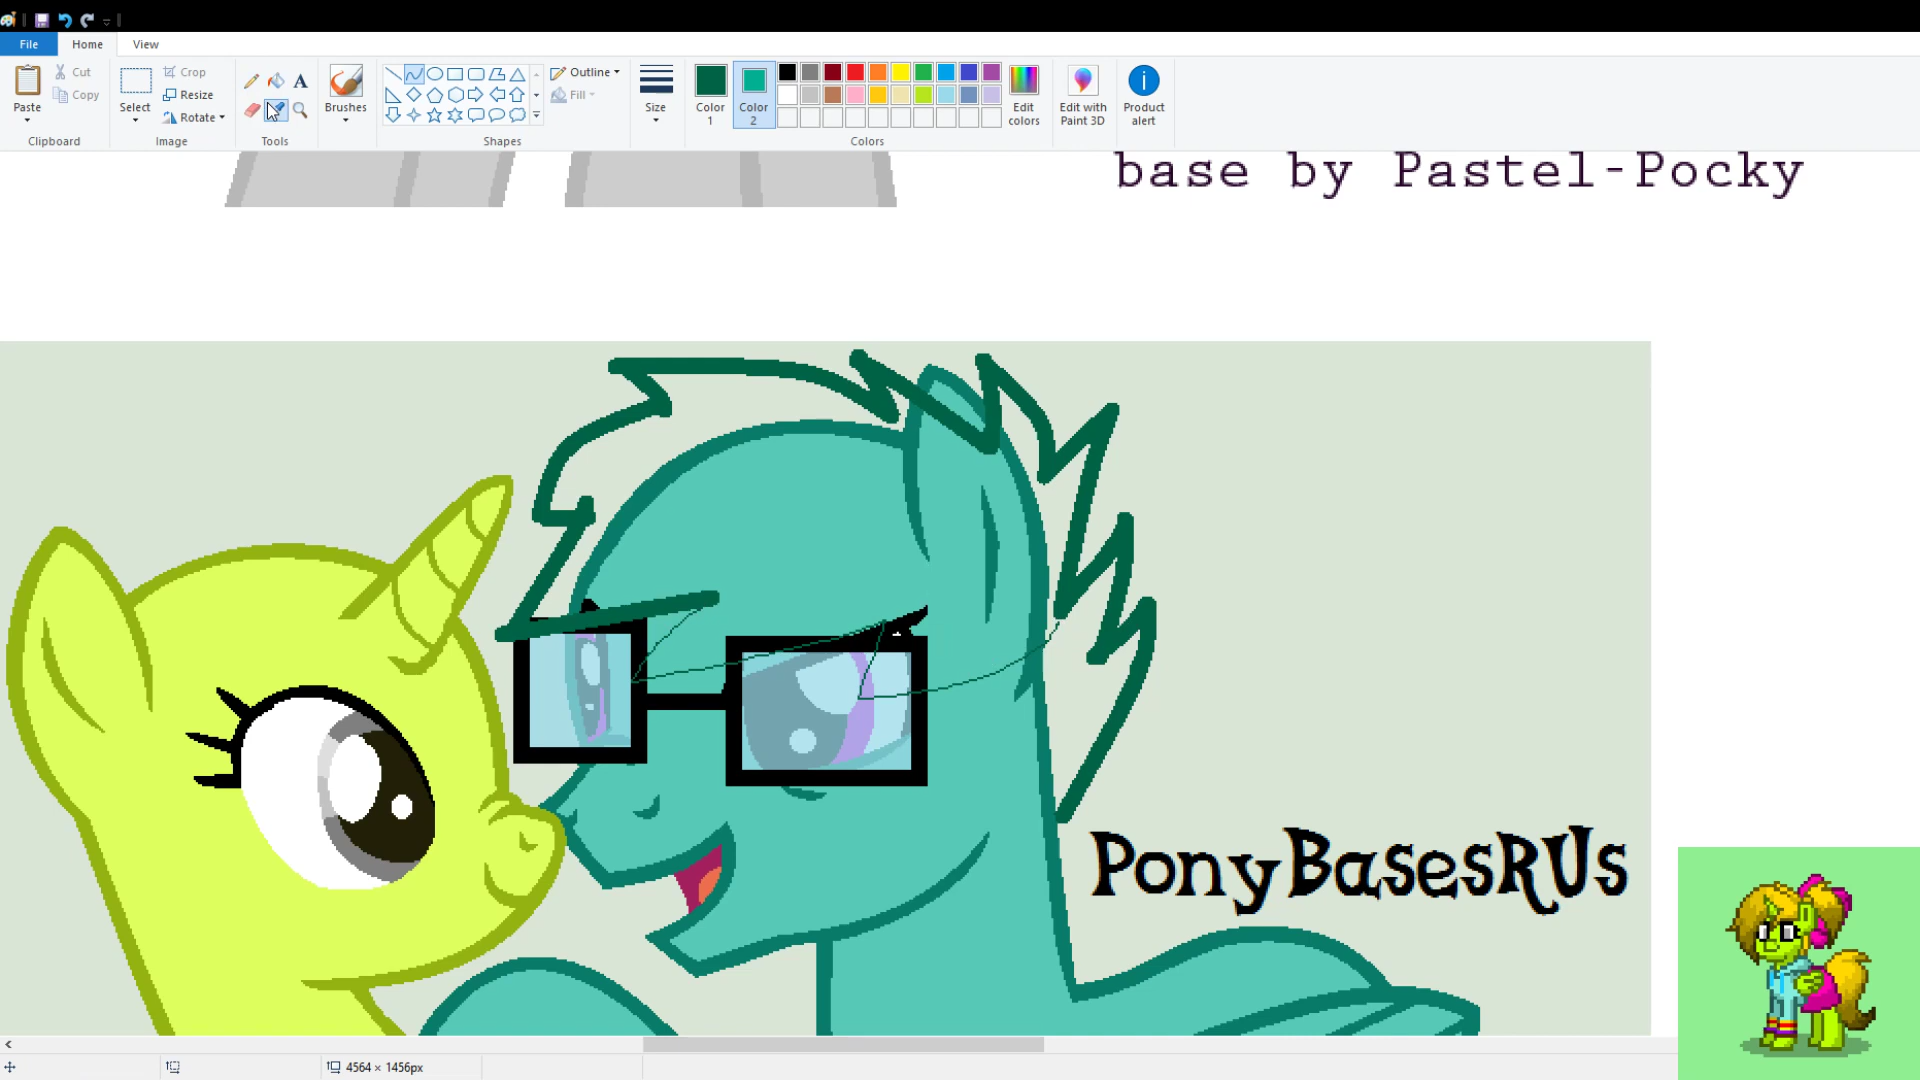 File Home View
Paste Cut Copy Clipboard
Select Crop Resize Rotate Image
A Tools
Brushes
Shapes Outline Fill
Size
Color 1 Color 2 Edit colors Colors
Edit with Paint 3D
Product alert
base by Pastel-Pocky
PonyBasesRUs
4564 × 1456px